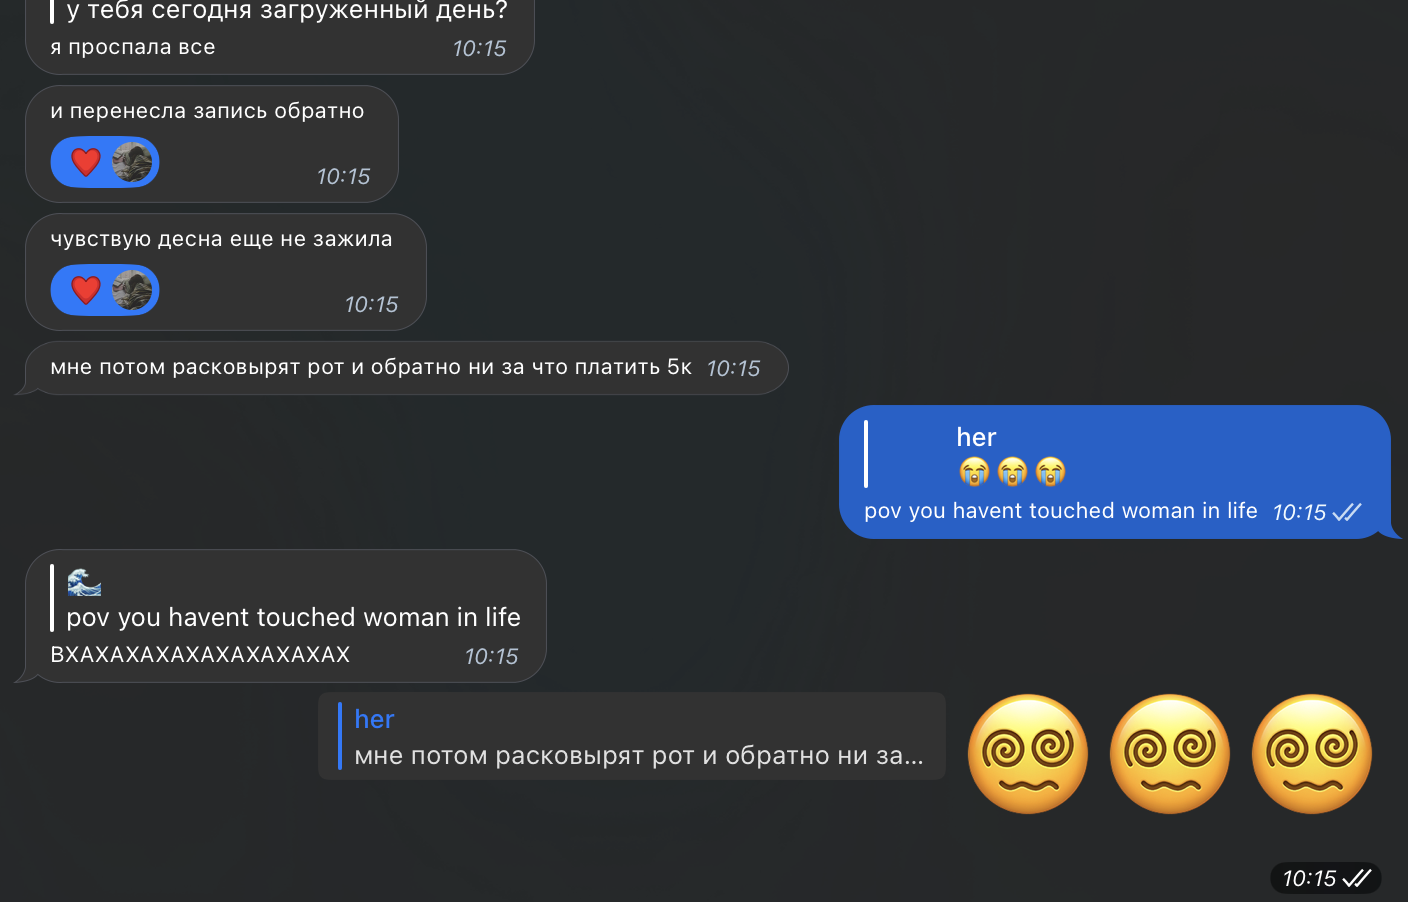 у тебя сегодня загруженный день?
я проспала все 10:15
и перенесла запись обратно
❤️ 10:15
чувствую десна еще не зажила
❤️ 10:15
мне потом расковырят рот и обратно ни за что платить 5к 10:15
her
😭😭😭
pov you havent touched woman in life 10:15
🌊
pov you havent touched woman in life
ВХАХАХАХАХАХАХАХАХАХ 10:15
her
мне потом расковырят рот и обратно ни за...
😵‍💫😵‍💫😵‍💫
10:15